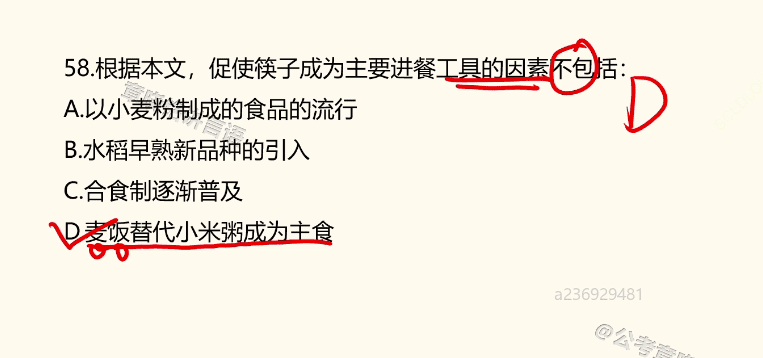 58.根据本文，促使筷子成为主要进餐工具的因素不包括：
D
A.以小麦粉制成的食品的流行
B.水稻早熟新品种的引入
C.合食制逐渐普及
D.麦饭替代小米粥成为主食
a236929481